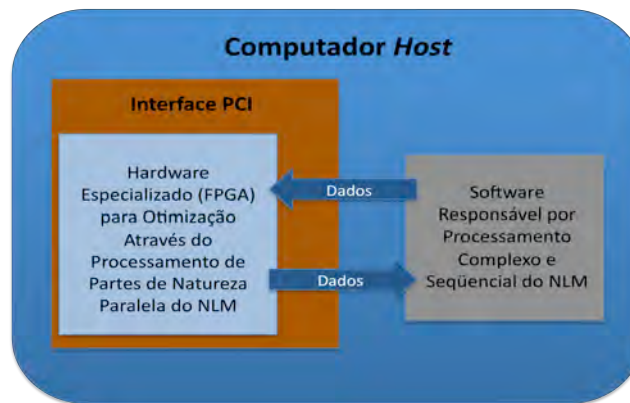 Computador Host
Interface PCI
Hardware
Especializado (FPGA)
para Otimização
Através do
Processamento de
Partes de Natureza
Paralela do NLM
Dados
Dados
Software
Responsável por
Processamento
Complexo e
Seqüencial do NLM